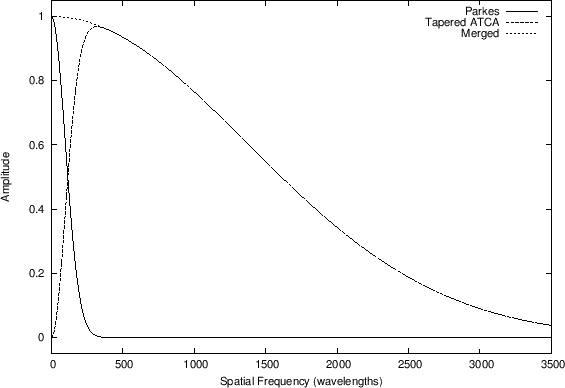 Parkes
Tapered ATCA
Merged
1
0.8
0.6
0.4
0.2
0
Amplitude
0 500 1000 1500 2000 2500 3000 3500
Spatial Frequency (wavelengths)